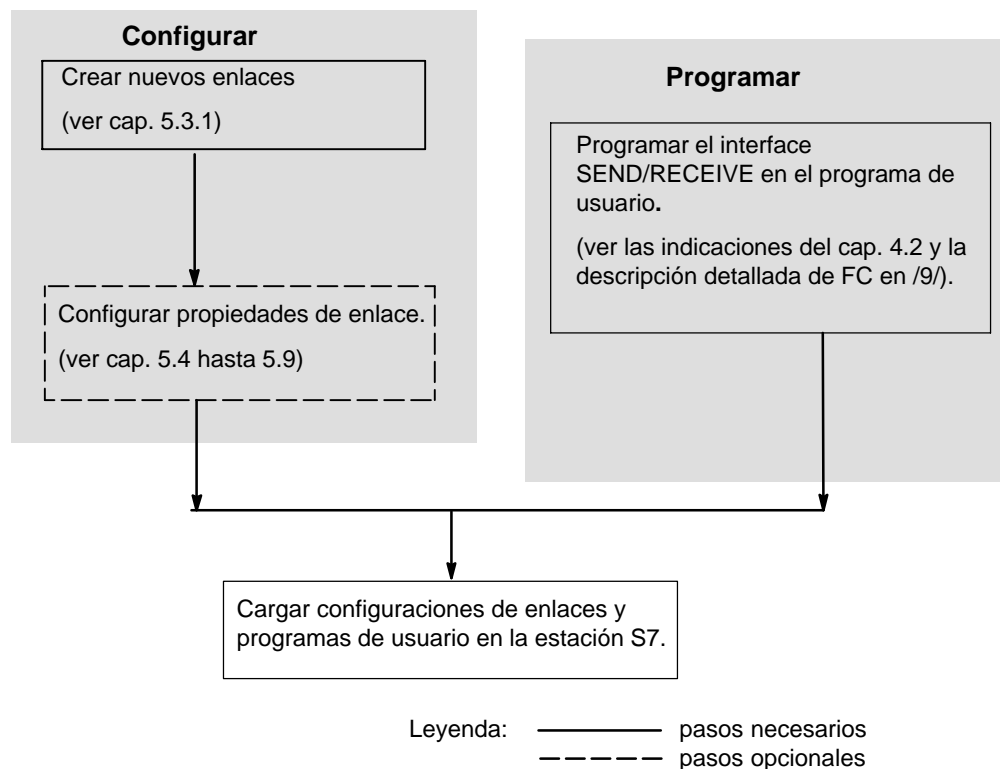 Configurar
Crear nuevos enlaces
(ver cap. 5.3.1)
Configurar propiedades de enlace.
(ver cap. 5.4 hasta 5.9)
Programar
Programar el interface
SEND/RECEIVE en el programa de
usuario.
(ver las indicaciones del cap. 4.2 y la
descripción detallada de FC en /9/).
Cargar configuraciones de enlaces y
programas de usuario en la estación S7.
Leyenda:
pasos necesarios
pasos opcionales